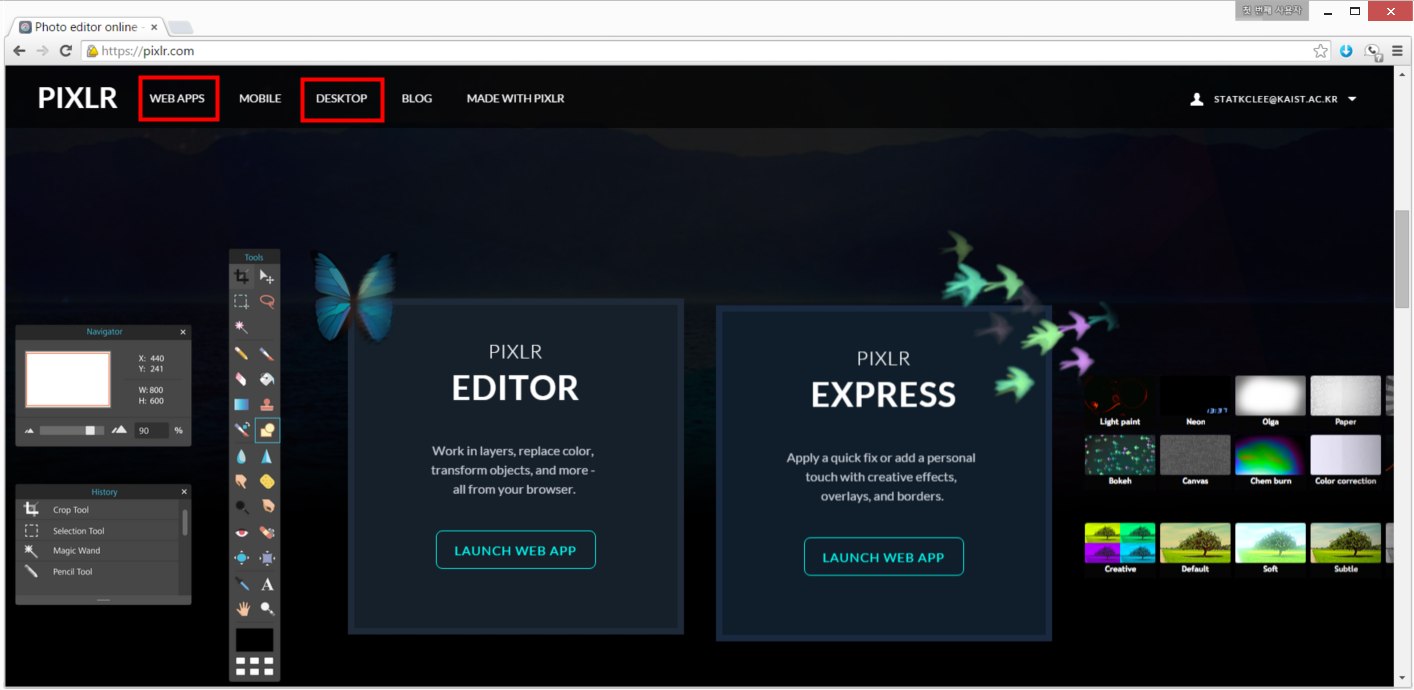 첫 번째 사용자
Photo editor online -
https://pixlr.com
PIXLR
WEB APPS
MOBILE
DESKTOP
BLOG
MADE WITH PIXLR
STATKCLEE@KAIST.AC.KR
Navigator
X: 440
Y: 241
W: 800
H: 600
90 %
History
Crop Tool
Selection Tool
Magic Wand
Pencil Tool
Tools
A
PIXLR
EDITOR
Work in layers, replace color,
transform objects, and more -
all from your browser.
LAUNCH WEB APP
PIXLR
EXPRESS
Apply a quick fix or add a personal
touch with creative effects,
overlays, and borders.
LAUNCH WEB APP
13:37
Light paint
Neon
Olga
Paper
Bokeh
Canvas
Chem burn
Color correction
Creative
Default
Soft
Subtle